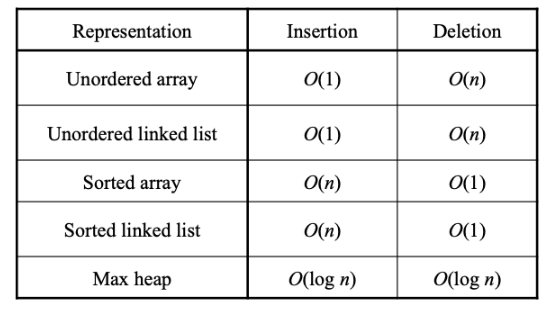 Representation Insertion Deletion
Unordered array O(1) O(n)
Unordered linked list O(1) O(n)
Sorted array O(n) O(1)
Sorted linked list O(n) O(1)
Max heap O(log n) O(log n)